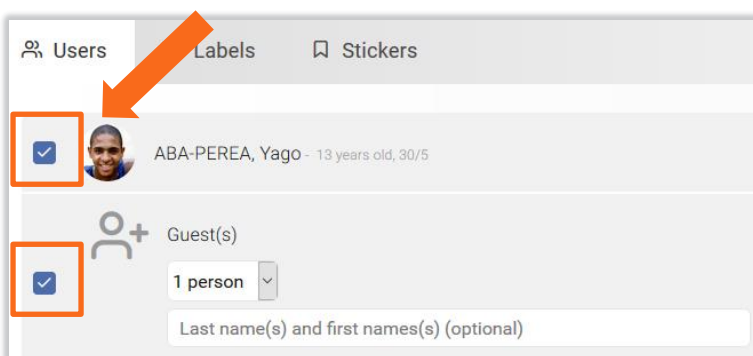 Users Labels Stickers
ABA-PEREA, Yago - 13 years old, 30/5
Guest(s)
1 person
Last name(s) and first names(s) (optional)